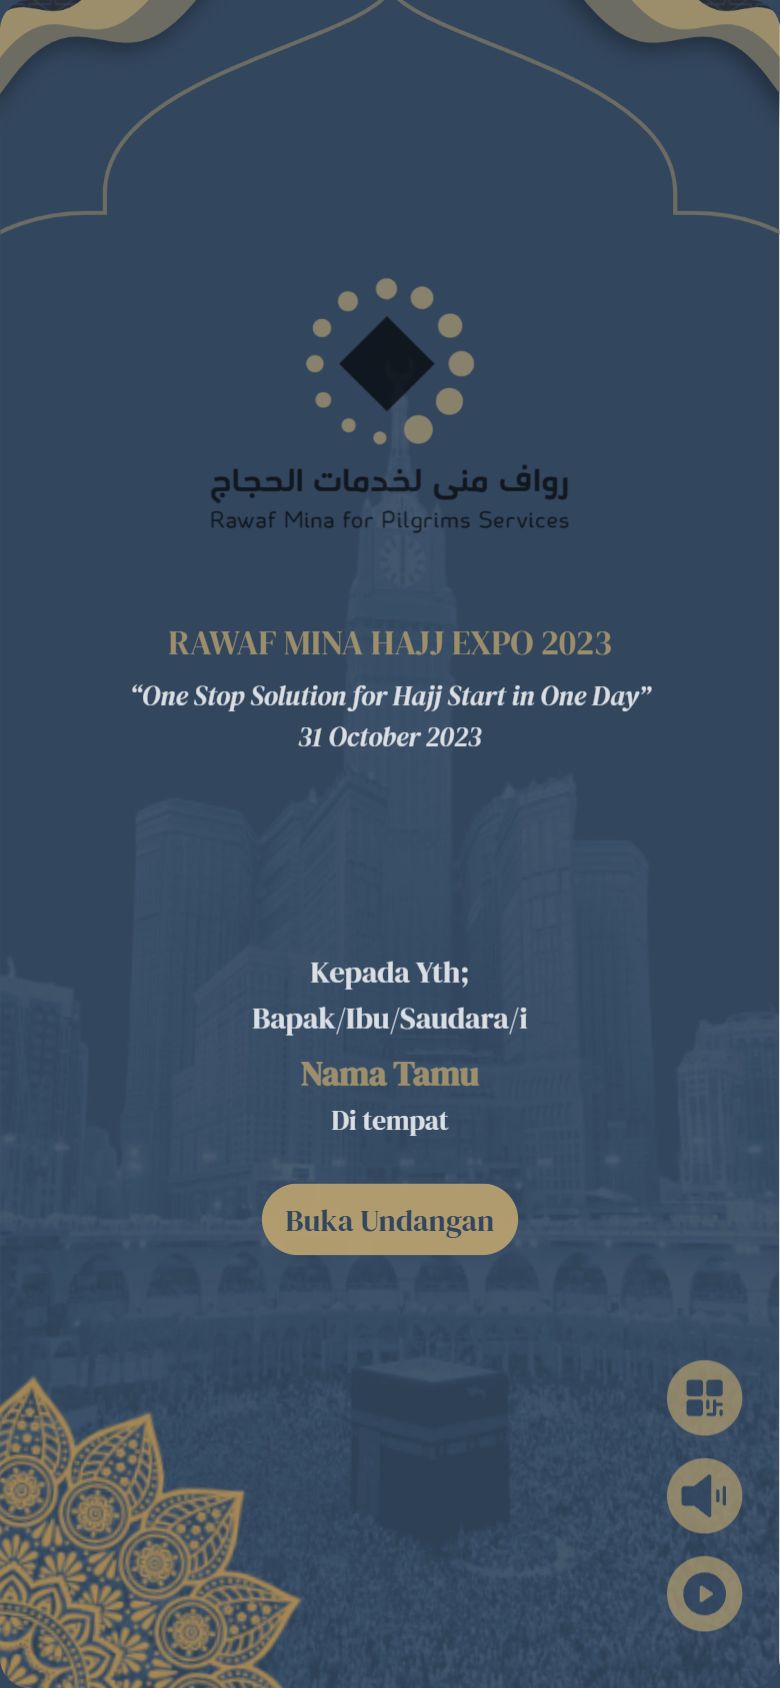 رواف منى لخدمات الحجاج
Rawaf Mina for Pilgrims Services
RAWAF MINA HAJJ EXPO 2023
“One Stop Solution for Hajj Start in One Day”
31 October 2023
Kepada Yth;
Bapak/Ibu/Saudara/i
Nama Tamu
Di tempat
Buka Undangan